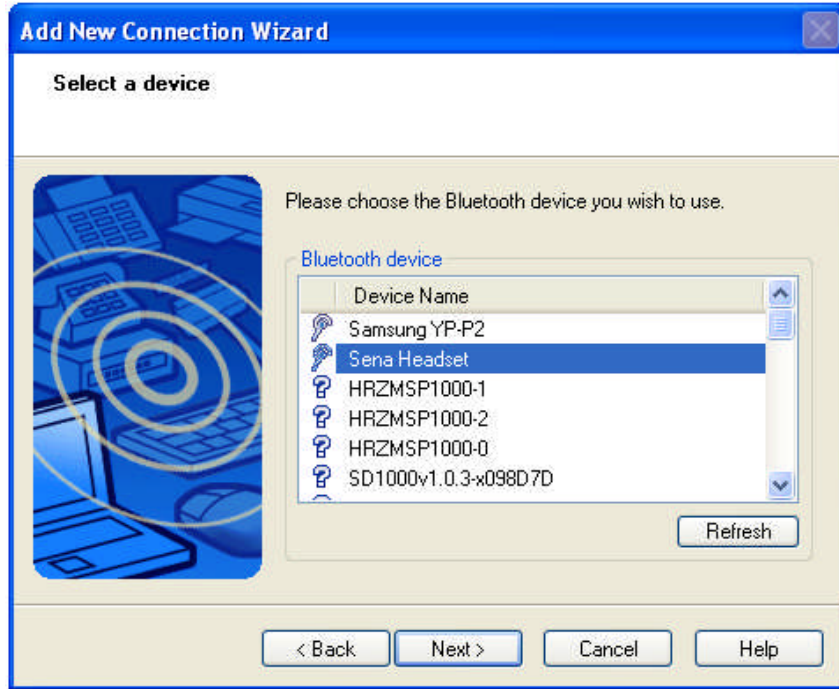 Add New Connection Wizard
Select a device
Please choose the Bluetooth device you wish to use.
Bluetooth device
Device Name
Samsung YP-P2
Sena Headset
HRZMSP1000-1
HRZMSP1000-2
HRZMSP1000-0
SD1000v1.0.3-x098D7D
Refresh
< Back Next > Cancel Help